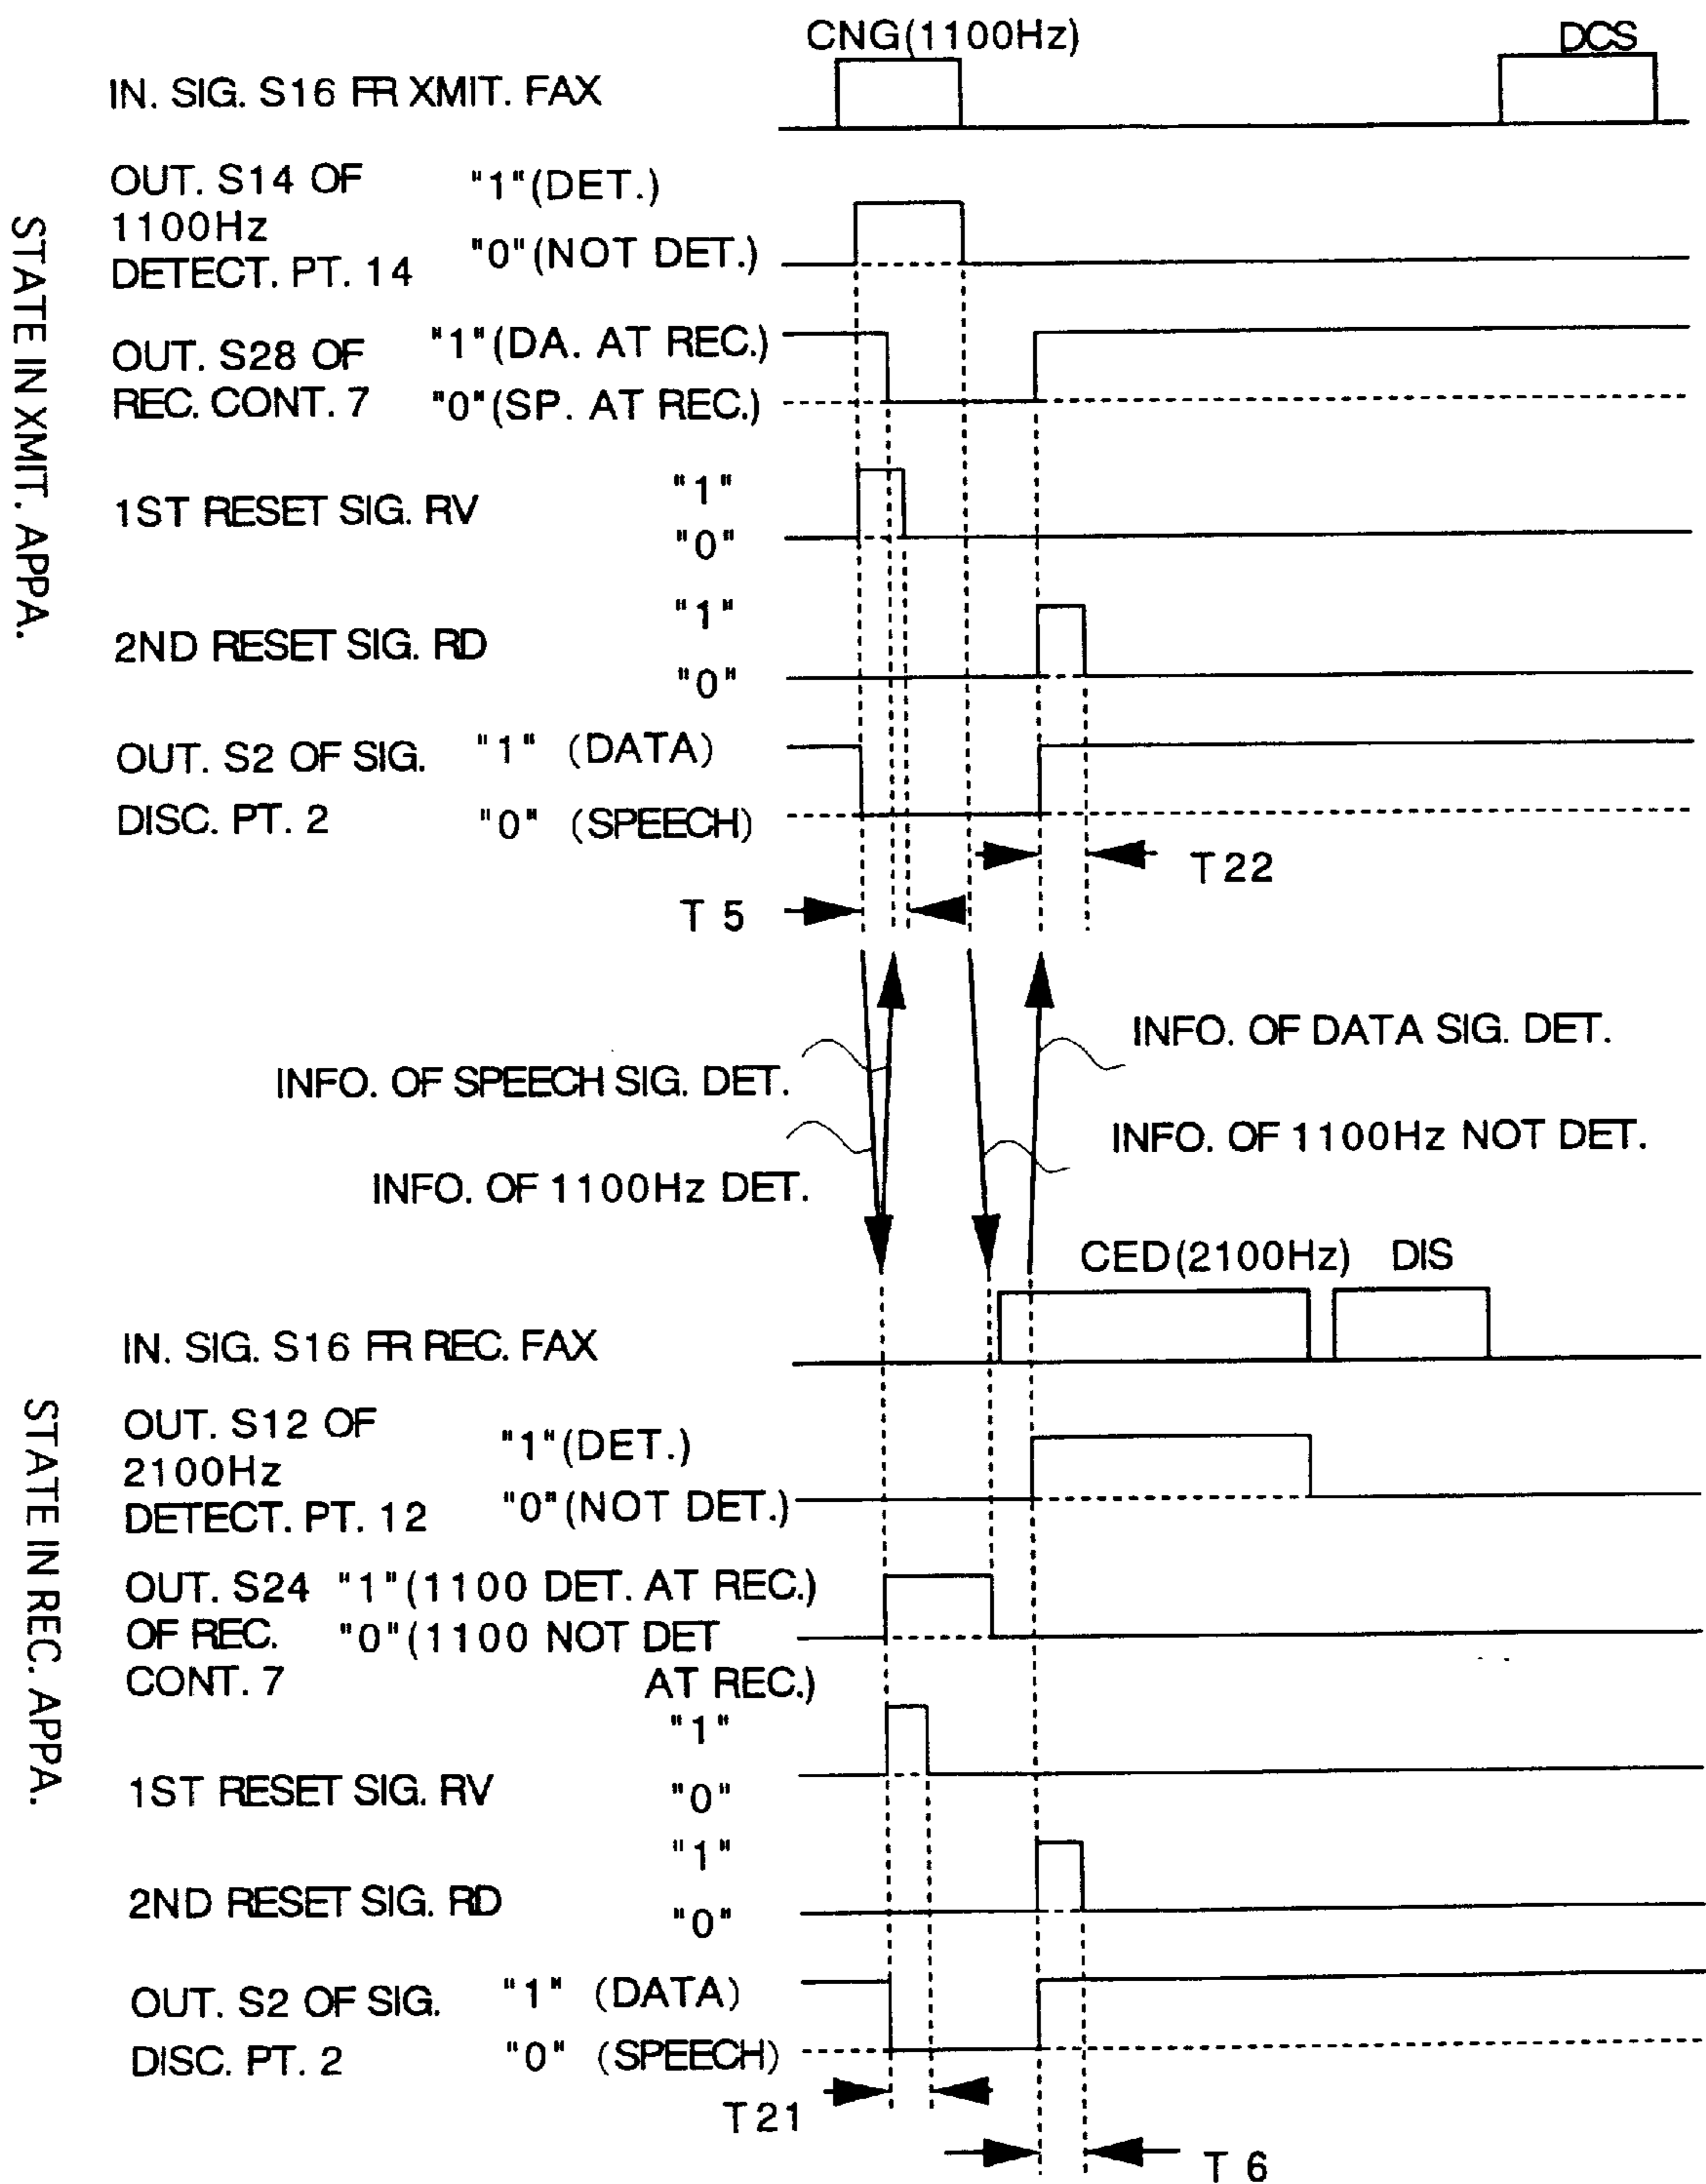 CNG(1100Hz)
DCS
IN. SIG. S16 FR XMIT. FAX
OUT. S14 OF
1100Hz
DETECT. PT. 14
"1"(DET.)
"0"(NOT DET.)
STATE IN XMIT. APPA.
OUT. S28 OF
REC. CONT. 7
"1"(DA. AT REC.)
"0"(SP. AT REC.)
1ST RESET SIG. RV
"1"
"0"
2ND RESET SIG. RD
"1"
"0"
OUT. S2 OF SIG.
DISC. PT. 2
"1" (DATA)
"0" (SPEECH)
T22
T 5
INFO. OF DATA SIG. DET.
INFO. OF SPEECH SIG. DET.
INFO. OF 1100Hz NOT DET.
INFO. OF 1100Hz DET.
CED(2100Hz) DIS
IN. SIG. S16 FR REC. FAX
OUT. S12 OF
2100Hz
DETECT. PT. 12
"1"(DET.)
"0"(NOT DET.)
STATE IN REC. APPA.
OUT. S24 "1"(1100 DET. AT REC.)
OF REC. "0"(1100 NOT DET
CONT. 7 AT REC.)
1ST RESET SIG. RV
"1"
"0"
2ND RESET SIG. RD
"1"
"0"
OUT. S2 OF SIG.
DISC. PT. 2
"1" (DATA)
"0" (SPEECH)
T21
T 6